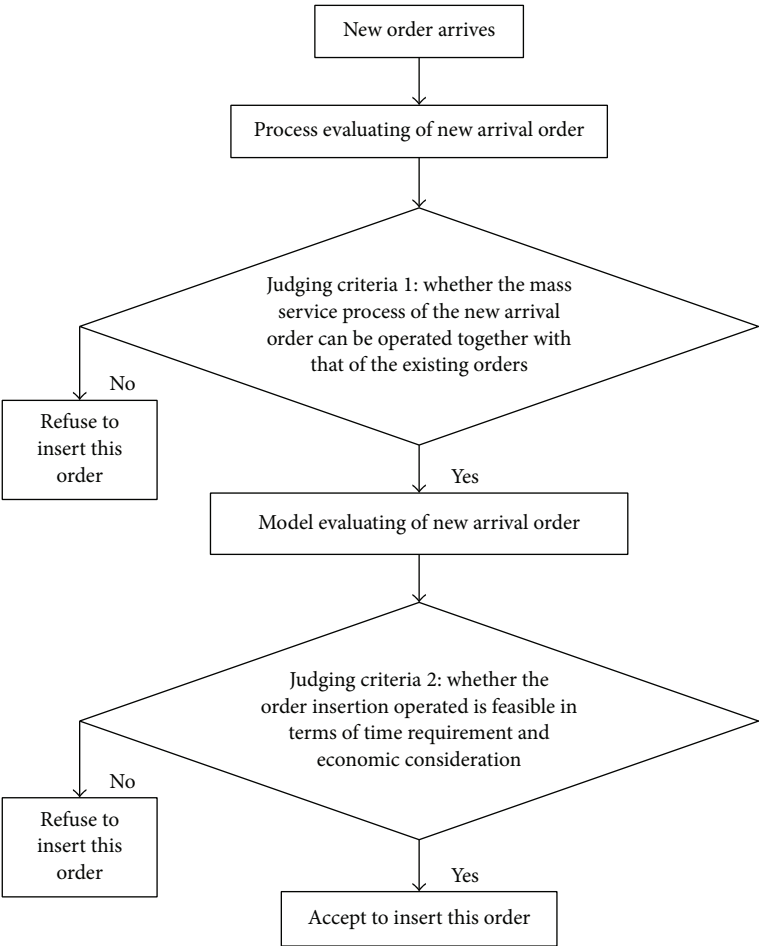 New order arrives
Process evaluating of new arrival order
Judging criteria 1: whether the mass
service process of the new arrival
order can be operated together with
that of the existing orders
No
Refuse to
insert this
order
Yes
Model evaluating of new arrival order
Judging criteria 2: whether the
order insertion operated is feasible in
terms of time requirement and
economic consideration
No
Refuse to
insert this
order
Yes
Accept to insert this order